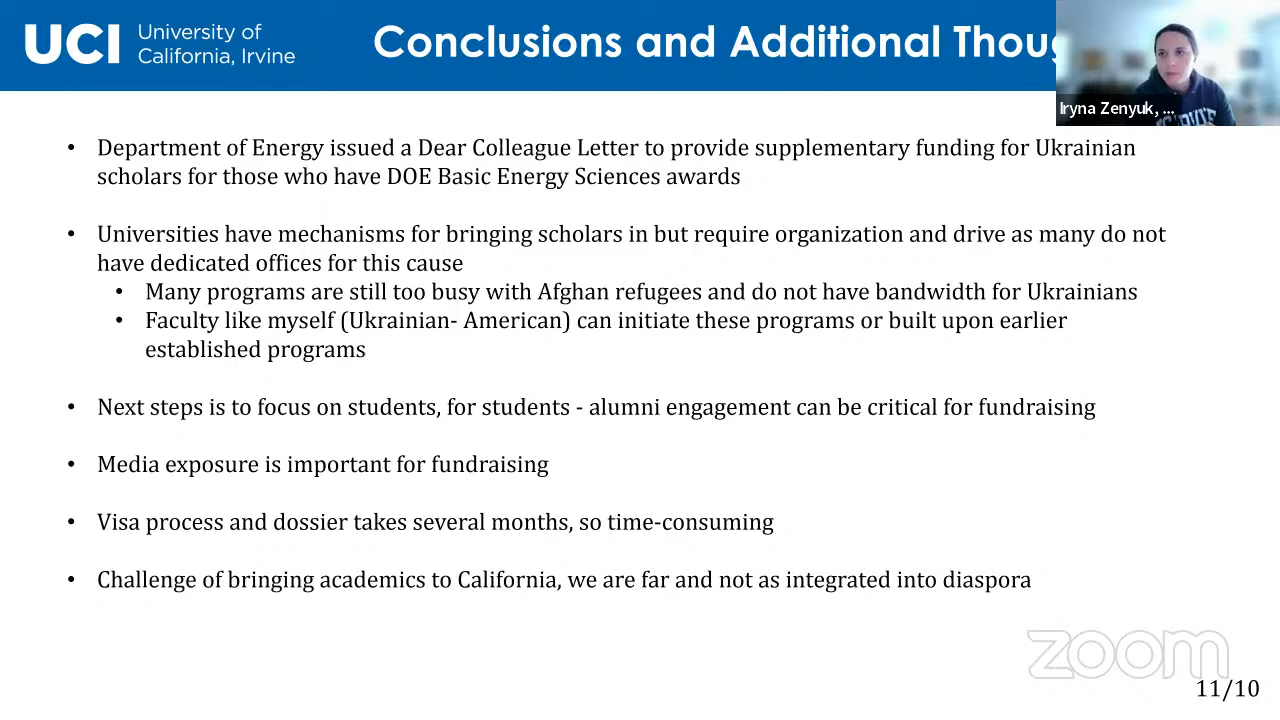 UCI University of
California, Irvine
Conclusions and Additional Thoug
Iryna Zenyuk, ...
• Department of Energy issued a Dear Colleague Letter to provide supplementary funding for Ukrainian
scholars for those who have DOE Basic Energy Sciences awards
• Universities have mechanisms for bringing scholars in but require organization and drive as many do not
have dedicated offices for this cause
• Many programs are still too busy with Afghan refugees and do not have bandwidth for Ukrainians
• Faculty like myself (Ukrainian- American) can initiate these programs or built upon earlier
established programs
• Next steps is to focus on students, for students - alumni engagement can be critical for fundraising
• Media exposure is important for fundraising
• Visa process and dossier takes several months, so time-consuming
• Challenge of bringing academics to California, we are far and not as integrated into diaspora
zoom
11/10